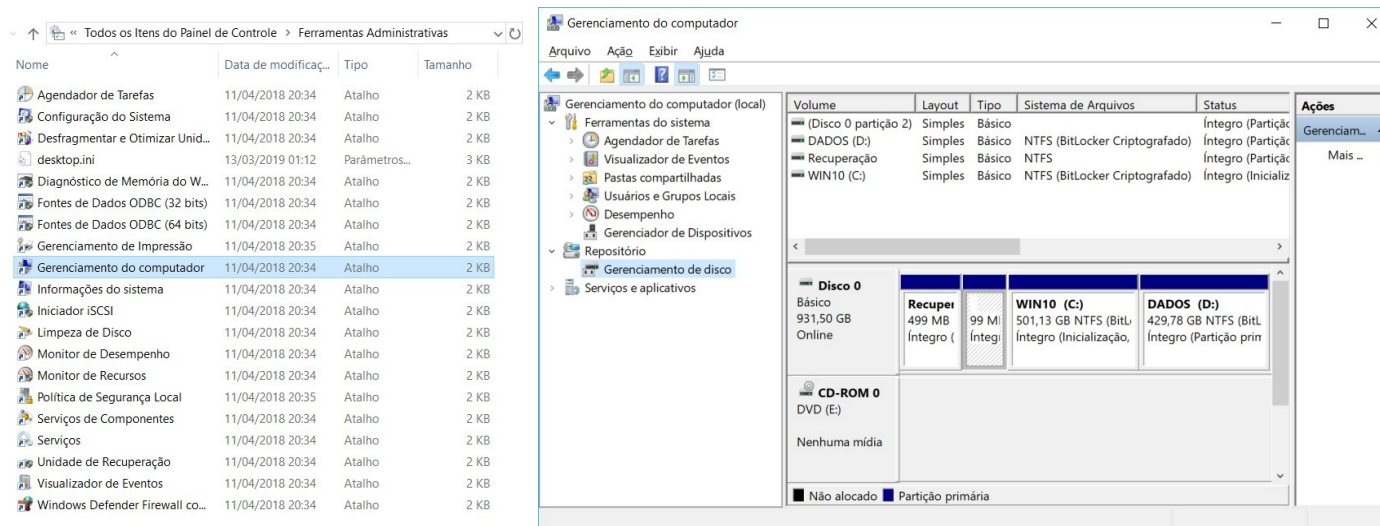 « Todos os Itens do Painel de Controle > Ferramentas Administrativas
Nome Data de modificaç... Tipo Tamanho
Agendador de Tarefas 11/04/2018 20:34 Atalho 2 KB
Configuração do Sistema 11/04/2018 20:34 Atalho 2 KB
Desfragmentar e Otimizar Unid... 11/04/2018 20:34 Atalho 2 KB
desktop.ini 13/03/2019 01:12 Parâmetros... 3 KB
Diagnóstico de Memória do W... 11/04/2018 20:34 Atalho 2 KB
Fontes de Dados ODBC (32 bits) 11/04/2018 20:34 Atalho 2 KB
Fontes de Dados ODBC (64 bits) 11/04/2018 20:34 Atalho 2 KB
Gerenciamento de Impressão 11/04/2018 20:35 Atalho 2 KB
Gerenciamento do computador 11/04/2018 20:34 Atalho 2 KB
Informações do sistema 11/04/2018 20:34 Atalho 2 KB
Iniciador iSCSI 11/04/2018 20:34 Atalho 2 KB
Limpeza de Disco 11/04/2018 20:34 Atalho 2 KB
Monitor de Desempenho 11/04/2018 20:34 Atalho 2 KB
Monitor de Recursos 11/04/2018 20:34 Atalho 2 KB
Política de Segurança Local 11/04/2018 20:35 Atalho 2 KB
Serviços de Componentes 11/04/2018 20:34 Atalho 2 KB
Serviços 11/04/2018 20:34 Atalho 2 KB
Unidade de Recuperação 11/04/2018 20:34 Atalho 2 KB
Visualizador de Eventos 11/04/2018 20:34 Atalho 2 KB
Windows Defender Firewall co... 11/04/2018 20:34 Atalho 2 KB
Gerenciamento do computador
Arquivo Ação Exibir Ajuda
Gerenciamento do computador (local)
Ferramentas do sistema
Agendador de Tarefas
Visualizador de Eventos
Pastas compartilhadas
Usuários e Grupos Locais
Desempenho
Gerenciador de Dispositivos
Repositório
Gerenciamento de disco
Serviços e aplicativos
Volume Layout Tipo Sistema de Arquivos Status
(Disco 0 partição 2) Simples Básico Íntegro (Partiçãc
DADOS (D:) Simples Básico NTFS (BitLocker Criptografado) Íntegro (Partiçãc
Recuperação Simples Básico NTFS Íntegro (Partiçãc
WIN10 (C:) Simples Básico NTFS (BitLocker Criptografado) Íntegro (Inicializ
Disco 0
Básico
931,50 GB
Online
Recuper
499 MB
Íntegro (
99 M
Íntegr
WIN10 (C:)
501,13 GB NTFS (BitL
Íntegro (Inicialização,
DADOS (D:)
429,78 GB NTFS (BitL
Íntegro (Partição prin
CD-ROM 0
DVD (E:)
Nenhuma mídia
Não alocado Partição primária
Ações
Gerenciam...
Mais ...